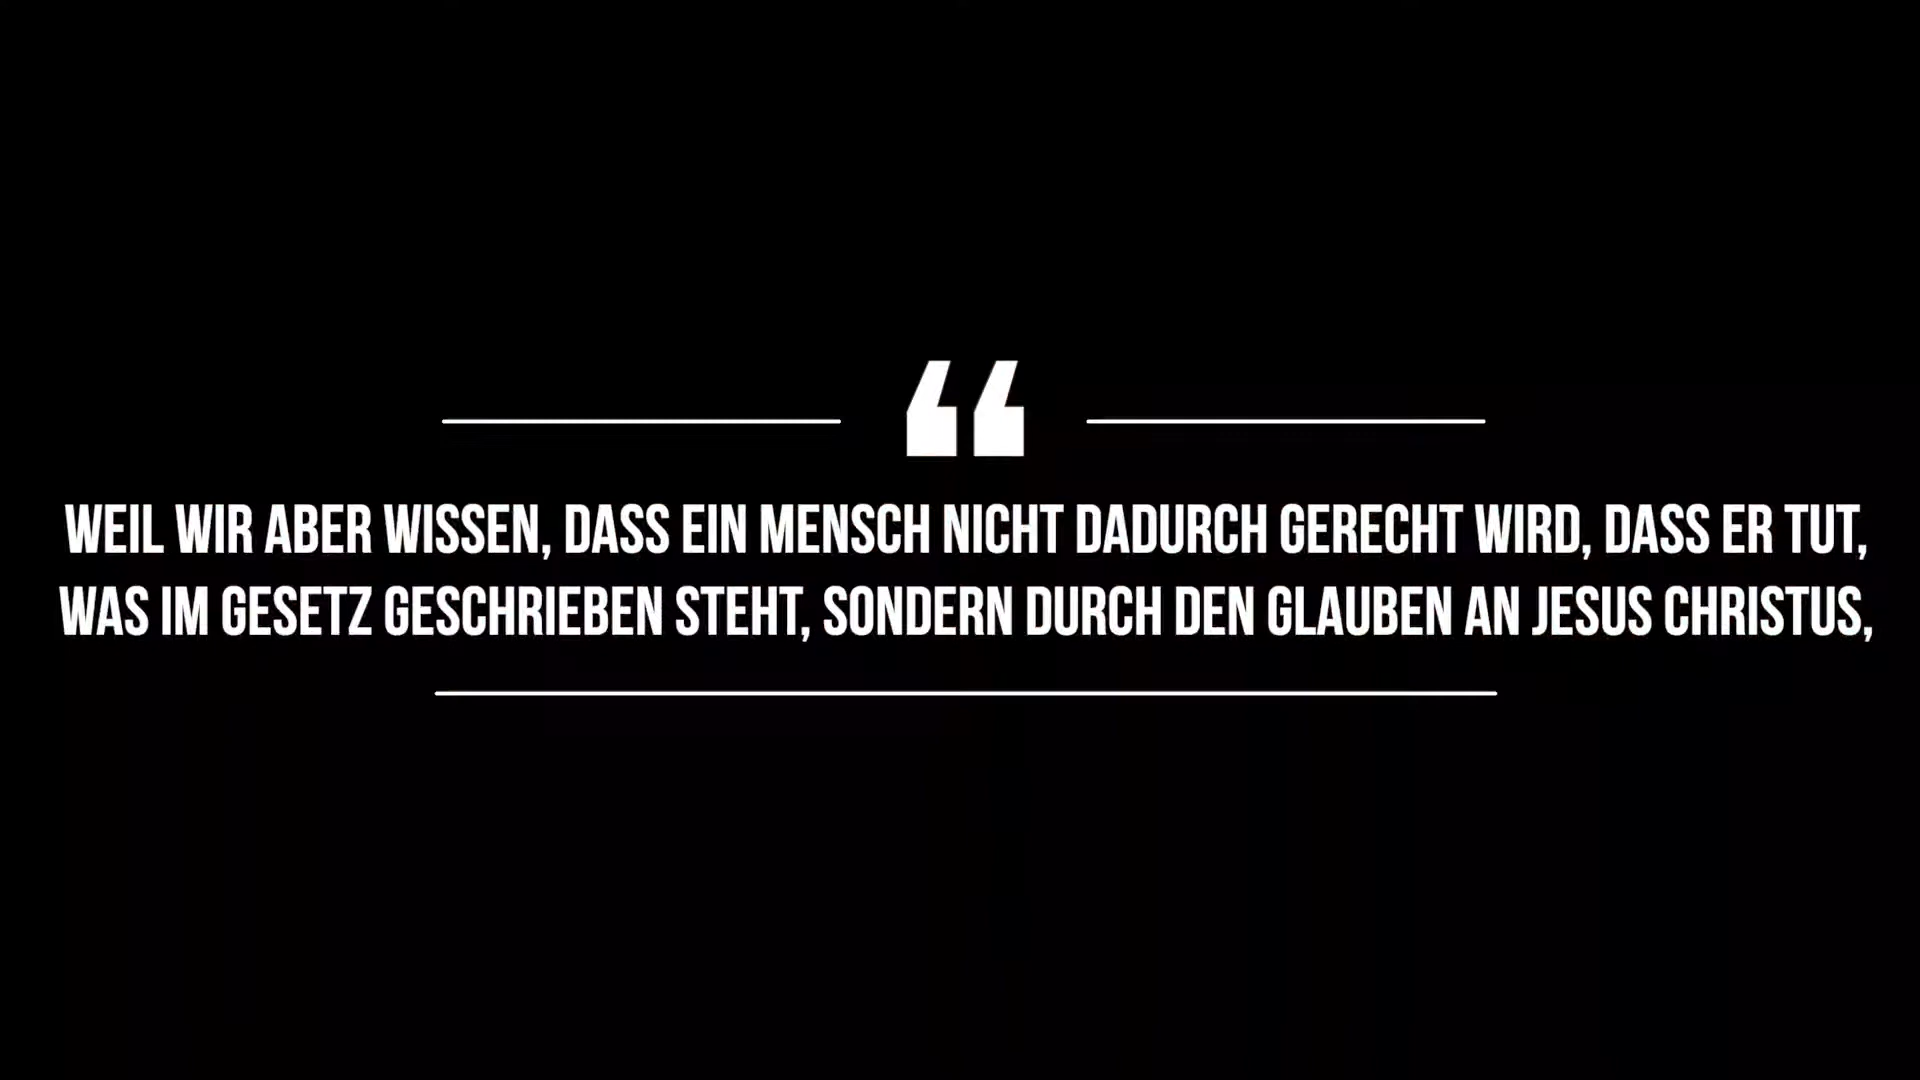 “
WEIL WIR ABER WISSEN, DASS EIN MENSCH NICHT DADURCH GERECHT WIRD, DASS ER TUT,
WAS IM GESETZ GESCHRIEBEN STEHT, SONDERN DURCH DEN GLAUBEN AN JESUS CHRISTUS,